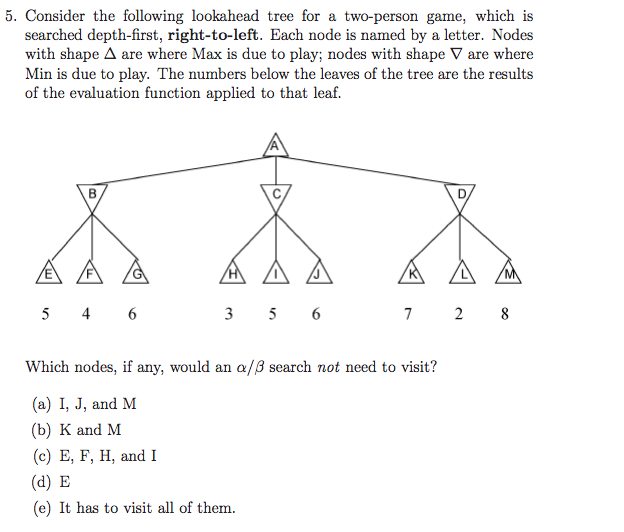 5. Consider the following lookahead tree for a two-person game, which is
searched depth-first, right-to-left. Each node is named by a letter. Nodes
with shape Δ are where Max is due to play; nodes with shape ∇ are where
Min is due to play. The numbers below the leaves of the tree are the results
of the evaluation function applied to that leaf.
A
B C D
E F G H I J K L M
5 4 6 3 5 6 7 2 8
Which nodes, if any, would an α/β search not need to visit?
(a) I, J, and M
(b) K and M
(c) E, F, H, and I
(d) E
(e) It has to visit all of them.